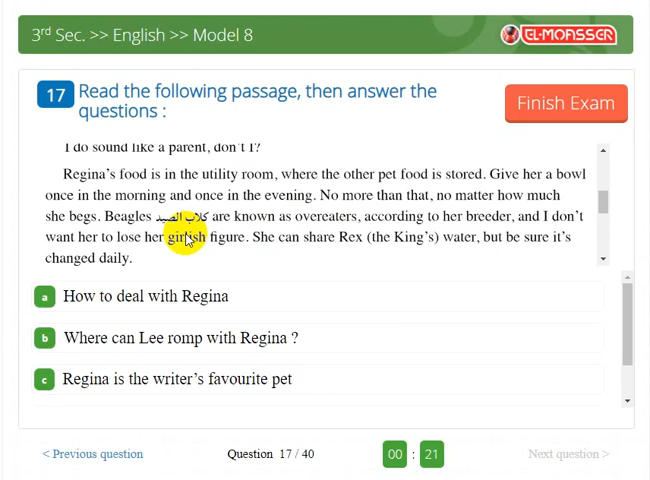 3rd Sec. >> English >> Model 8
EL-MOASSER
17 Read the following passage, then answer the
questions :
Finish Exam
I do sound like a parent, don't I?
Regina's food is in the utility room, where the other pet food is stored. Give her a bowl
once in the morning and once in the evening. No more than that, no matter how much
she begs. Beagles كلاب الصيد are known as overeaters, according to her breeder, and I don't
want her to lose her girlish figure. She can share Rex (the King's) water, but be sure it's
changed daily.
a How to deal with Regina
b Where can Lee romp with Regina ?
c Regina is the writer's favourite pet
< Previous question
Question 17 / 40
00 : 21
Next question >